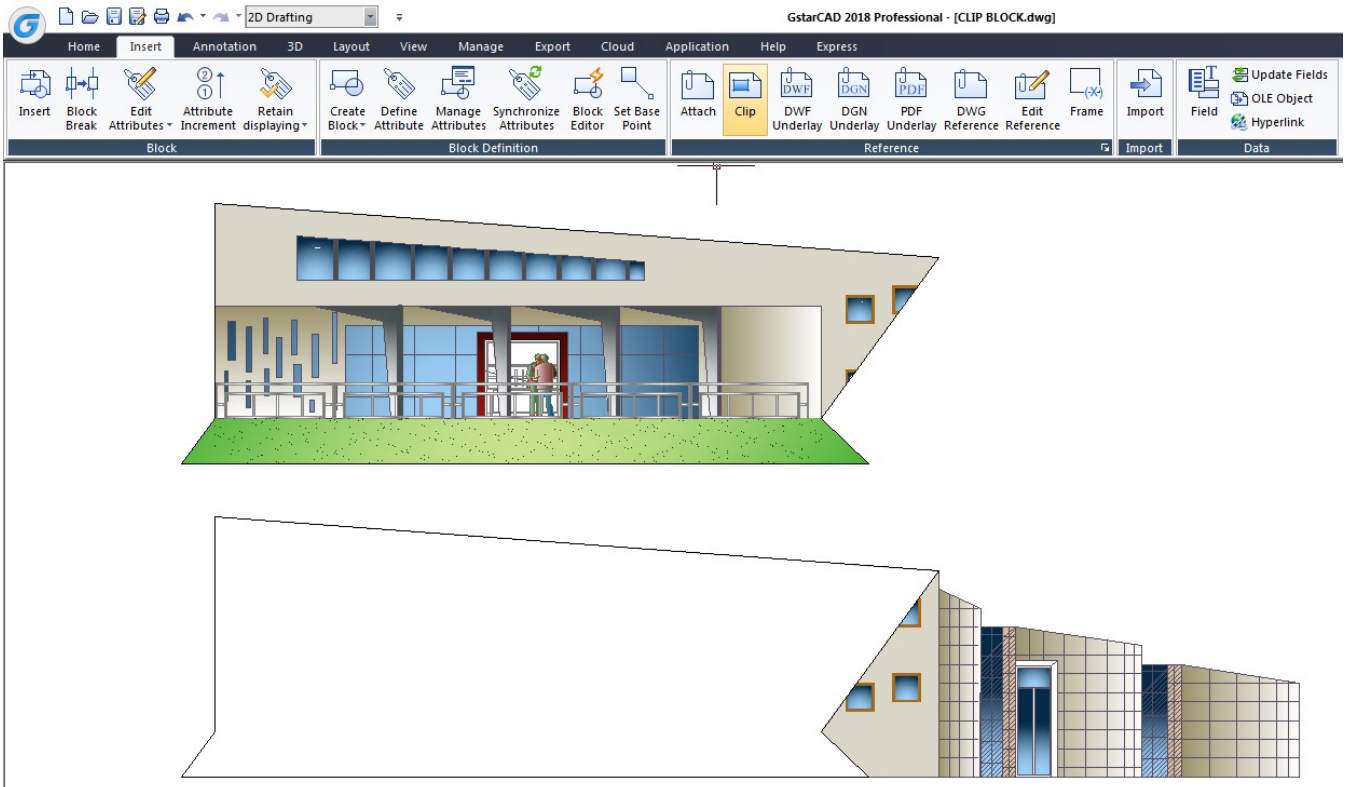 2D Drafting
GstarCAD 2018 Professional - [CLIP BLOCK.dwg]
Home Insert Annotation 3D Layout View Manage Export Cloud Application Help Express
Insert
Block
Break
Edit
Attributes
Attribute
Increment
Retain
displaying
Block
Create
Block
Define
Attribute
Manage
Attributes
Synchronize
Attributes
Block
Editor
Set Base
Point
Block Definition
Attach
Clip
DWF
DWF
Underlay
DGN
DGN
Underlay
PDF
PDF
Underlay
DWG
Reference
Edit
Reference
Frame
Reference
Import
Import
Field
Update Fields
OLE Object
Hyperlink
Data